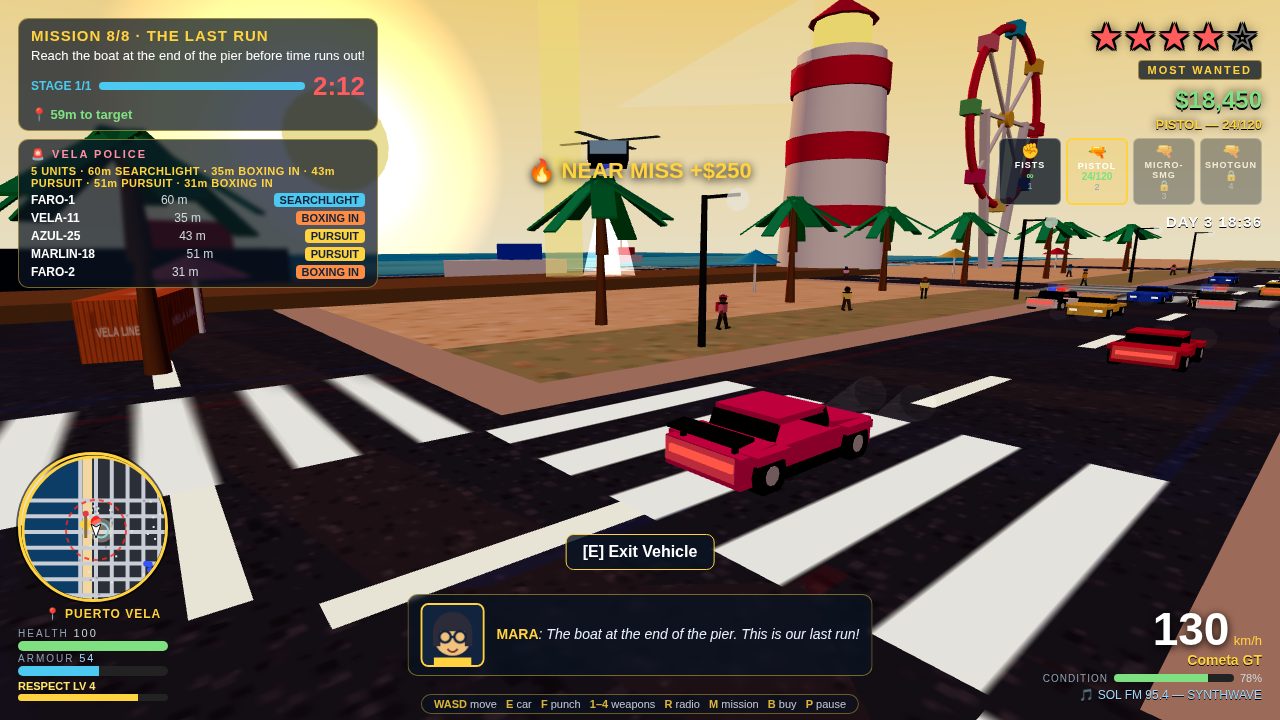 MISSION 8/8 · THE LAST RUN
Reach the boat at the end of the pier before time runs out!
STAGE 1/1 2:12
📍 59m to target
🚨 VELA POLICE
5 UNITS · 60m SEARCHLIGHT · 35m BOXING IN · 43m
PURSUIT · 51m PURSUIT · 31m BOXING IN
FARO-1 60 m SEARCHLIGHT
VELA-11 35 m BOXING IN
AZUL-25 43 m PURSUIT
MARLIN-18 51 m PURSUIT
FARO-2 31 m BOXING IN
🔥 NEAR MISS +$250
MOST WANTED
$18,450
PISTOL — 24/120
FISTS
∞
1
PISTOL
24/120
2
MICRO-
SMG
🔒
3
SHOTGUN
🔒
4
DAY 3 18:36
VELA LINE
[E] Exit Vehicle
MARA: The boat at the end of the pier. This is our last run!
📍 PUERTO VELA
HEALTH 100
ARMOUR 54
RESPECT LV 4
130 km/h
Cometa GT
CONDITION 78%
🎵 SOL FM 95.4 — SYNTHWAVE
WASD move E car F punch 1–4 weapons R radio M mission B buy P pause